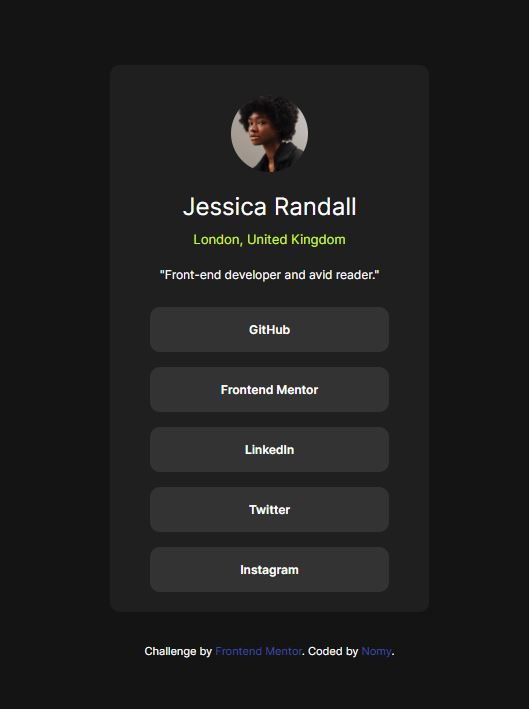 Jessica Randall
London, United Kingdom
"Front-end developer and avid reader."
GitHub
Frontend Mentor
LinkedIn
Twitter
Instagram
Challenge by Frontend Mentor. Coded by Nomy.